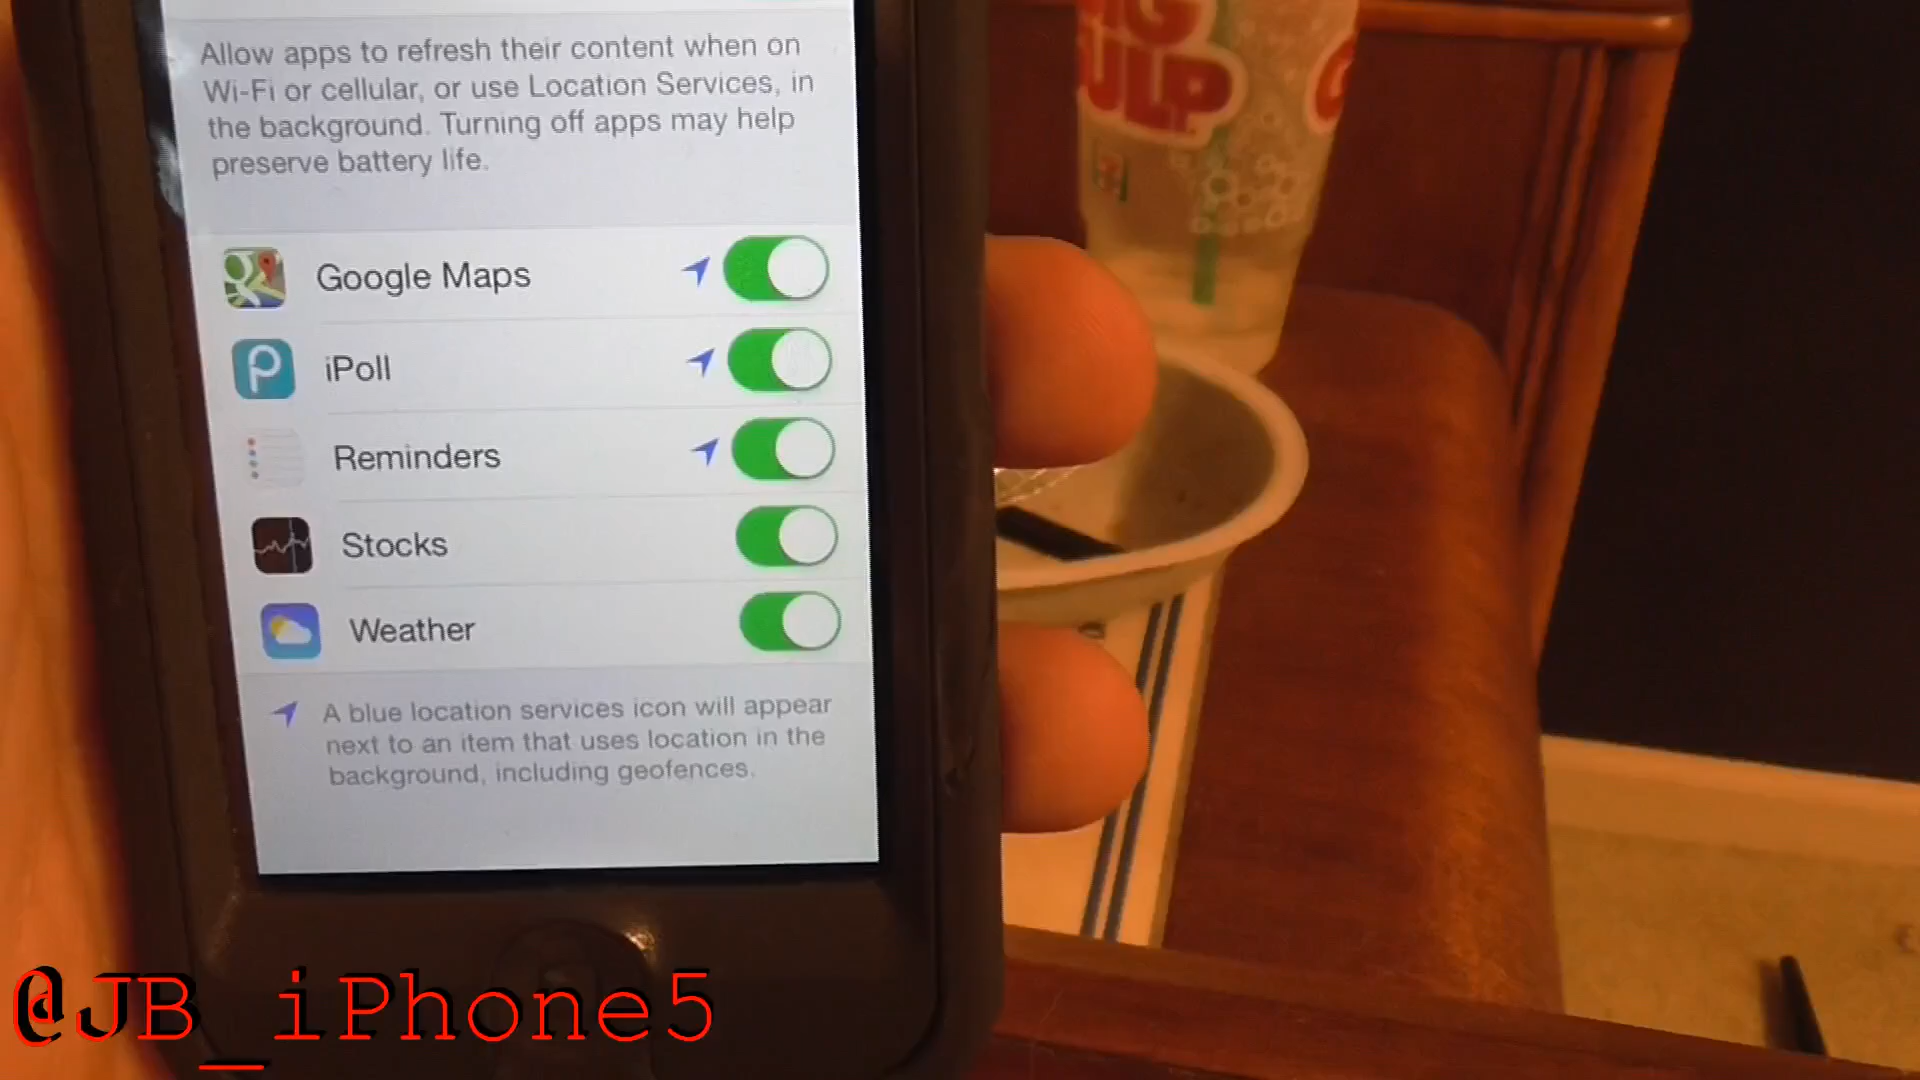 Allow apps to refresh their content when on
Wi-Fi or cellular, or use Location Services, in
the background. Turning off apps may help
preserve battery life.
Google Maps
iPoll
Reminders
Stocks
Weather
A blue location services icon will appear
next to an item that uses location in the
background, including geofences.
ULP
@JB_iPhone5